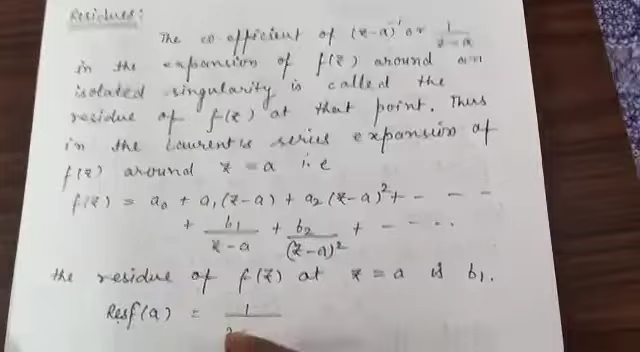 Residues:
The co-efficient of (z-a)⁻¹ or 1/(z-a)
in the expansion of f(z) around an
isolated singularity is called the
residue of f(z) at that point. Thus
in the Laurent's series expansion of
f(z) around z = a i.e
f(z) = a₀ + a₁(z-a) + a₂(z-a)² + - - - -
+ b₁/(z-a) + b₂/(z-a)² + - - - -
the residue of f(z) at z = a is b₁.
Resf(a) = 1/